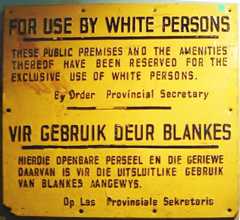 FOR USE BY WHITE PERSONS
THESE PUBLIC PREMISES AND THE AMENITIES
THEREOF HAVE BEEN RESERVED FOR THE
EXCLUSIVE USE OF WHITE PERSONS.
By Order Provincial Secretary
VIR GEBRUIK DEUR BLANKES
HIERDIE OPENBARE PERSEEL EN DIE GERIEWE
DAARVAN IS VIR DIE UITSLUITLIKE GEBRUIK
VAN BLANKES AANGEWYS.
Op Las Provinsiale Sekretaris